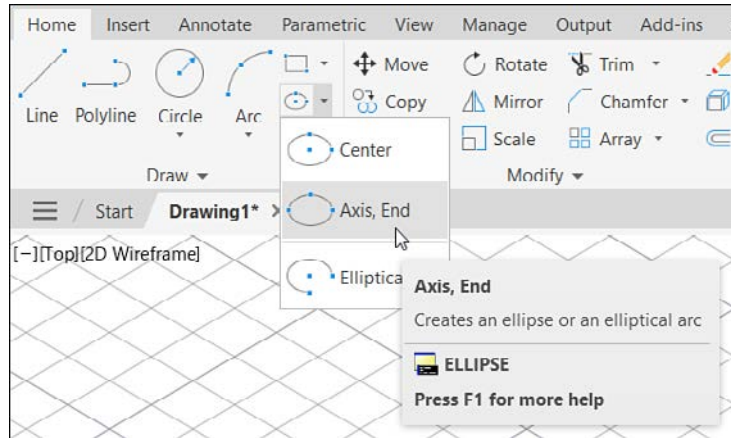 Home Insert Annotate Parametric View Manage Output Add-ins
Line Polyline Circle Arc
Move Rotate Trim
Copy Mirror Chamfer
Scale Array
Draw Modify
Start Drawing1*
Center
Axis, End
Elliptica
[−][Top][2D Wireframe]
Axis, End
Creates an ellipse or an elliptical arc
ELLIPSE
Press F1 for more help